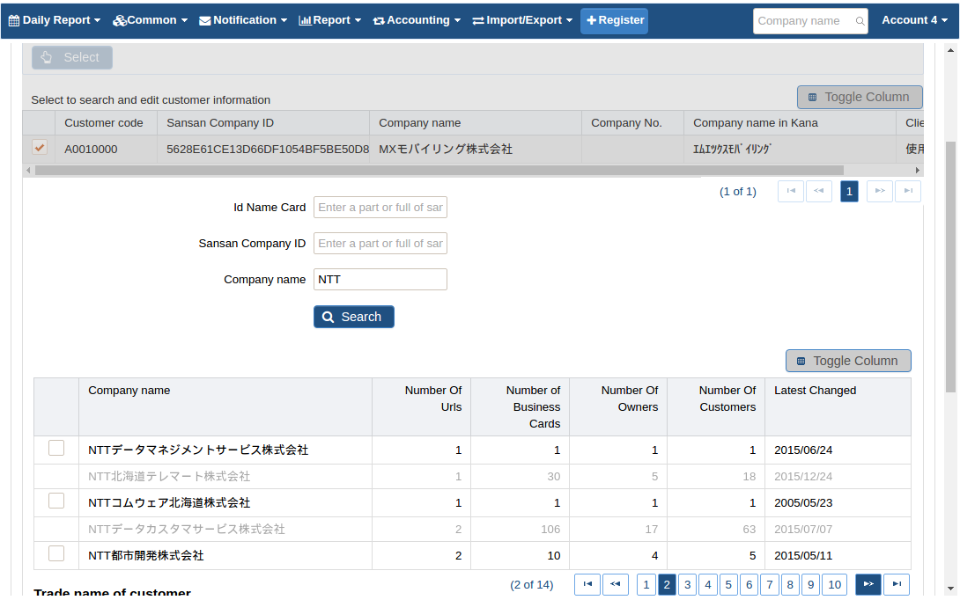 Daily Report Common Notification Report Accounting Import/Export Register Company name Account 4
Select
Select to search and edit customer information
Toggle Column
Customer code Sansan Company ID Company name Company No. Company name in Kana Clie
A0010000 5628E61CE13D66DF1054BF5BE50D8 MXモバイリング株式会社 ｴﾑｴｯｸｽﾓﾊﾞｲﾘﾝｸﾞ 使用
(1 of 1) 1
Id Name Card Enter a part or full of sar
Sansan Company ID Enter a part or full of sar
Company name NTT
Search
Toggle Column
Company name Number Of Urls Number of Business Cards Number Of Owners Number Of Customers Latest Changed
NTTデータマネジメントサービス株式会社 1 1 1 1 2015/06/24
NTT北海道テレマート株式会社 1 30 5 18 2015/12/24
NTTコムウェア北海道株式会社 1 1 1 1 2005/05/23
NTTデータカスタマサービス株式会社 2 106 17 63 2015/07/07
NTT都市開発株式会社 2 10 4 5 2015/05/11
(2 of 14) 1 2 3 4 5 6 7 8 9 10
Trade name of customer